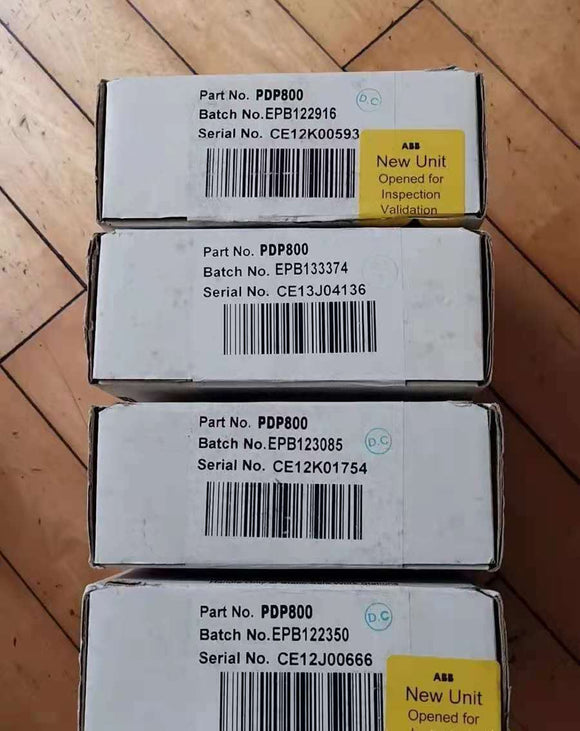 Part No. PDP800
D.C
Batch No.EPB122916
Serial No. CE12K00593
ABB
New Unit
Opened for
Inspection
Validation
Part No. PDP800
Batch No. EPB133374
Serial No. CE13J04136
Part No. PDP800
Batch No.EPB123085
D.C
Serial No. CE12K01754
Part No. PDP800
D.C
Batch No.EPB122350
Serial No. CE12J00666
ABB
New Unit
Opened for